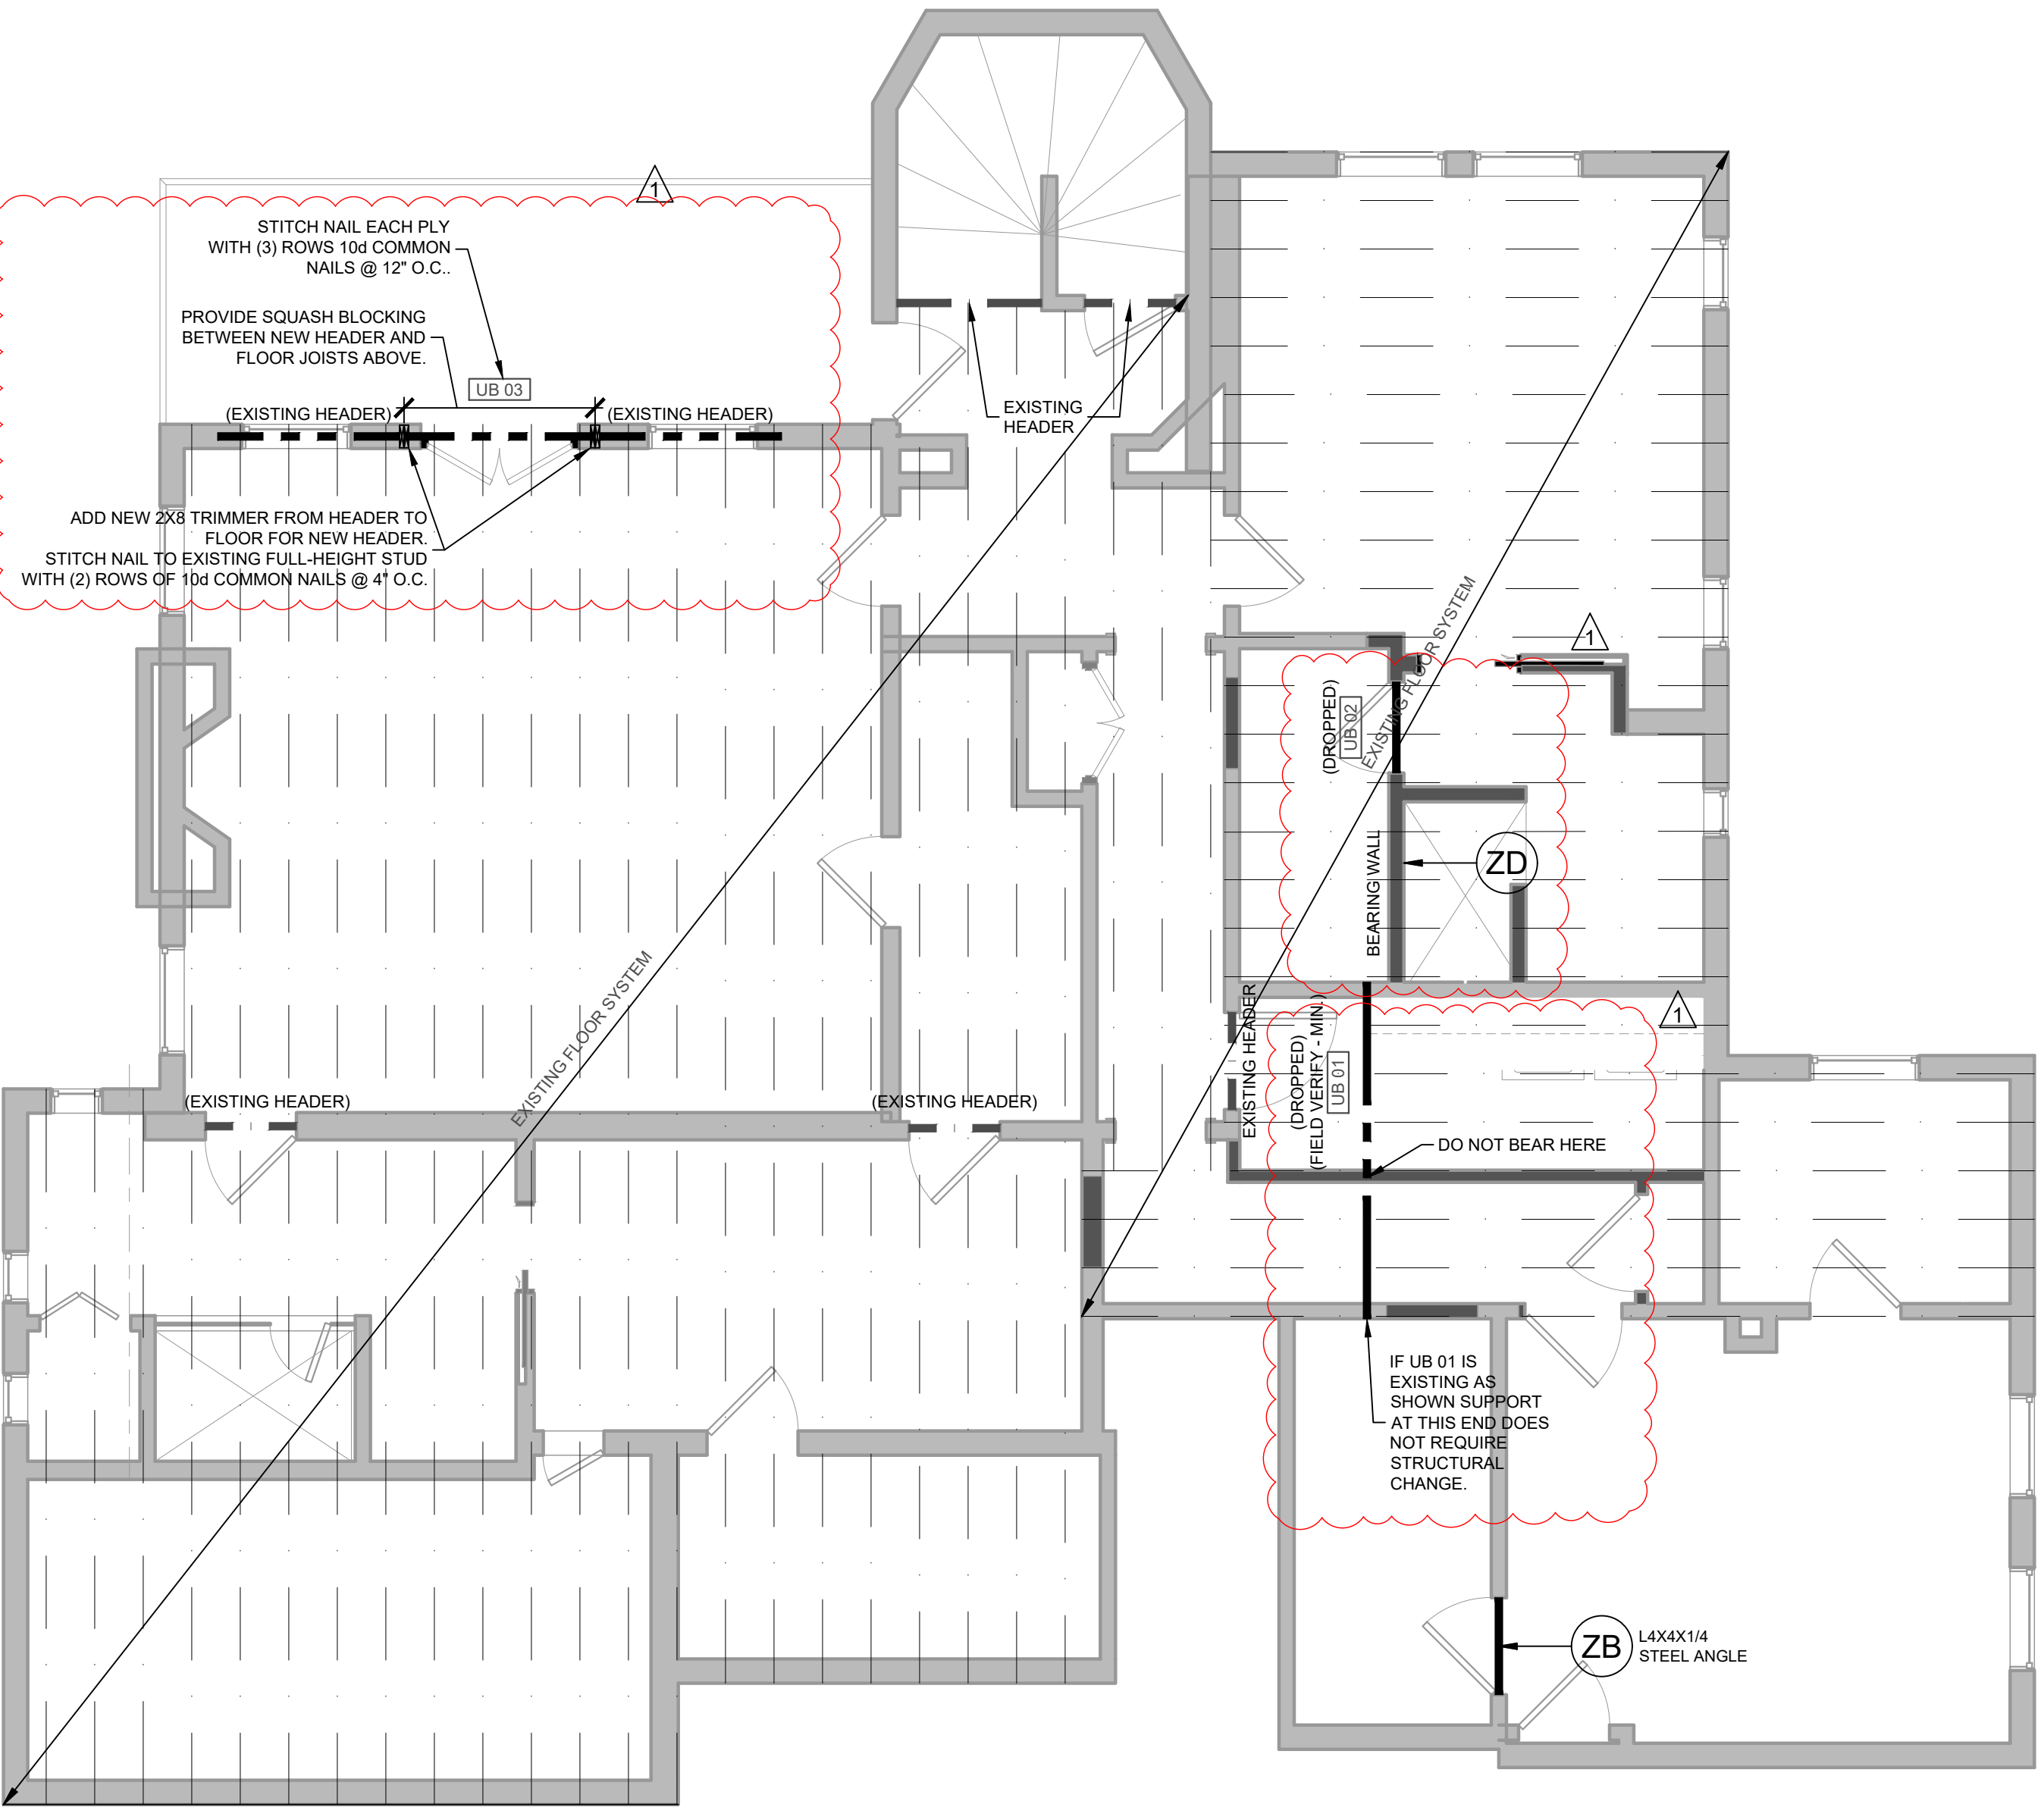 1
STITCH NAIL EACH PLY
WITH (3) ROWS 10d COMMON
NAILS @ 12" O.C..
PROVIDE SQUASH BLOCKING
BETWEEN NEW HEADER AND
FLOOR JOISTS ABOVE.
UB 03
(EXISTING HEADER)
(EXISTING HEADER)
EXISTING
HEADER
ADD NEW 2X8 TRIMMER FROM HEADER TO
FLOOR FOR NEW HEADER.
STITCH NAIL TO EXISTING FULL-HEIGHT STUD
WITH (2) ROWS OF 10d COMMON NAILS @ 4" O.C.
EXISTING FLOOR SYSTEM
1
(DROPPED)
UB 02
BEARING WALL
ZD
EXISTING FLOOR SYSTEM
1
EXISTING HEADER
(DROPPED)
(FIELD VERIFY - MIN.)
UB 01
(EXISTING HEADER)
(EXISTING HEADER)
DO NOT BEAR HERE
IF UB 01 IS
EXISTING AS
SHOWN SUPPORT
AT THIS END DOES
NOT REQUIRE
STRUCTURAL
CHANGE.
ZB
L4X4X1/4
STEEL ANGLE